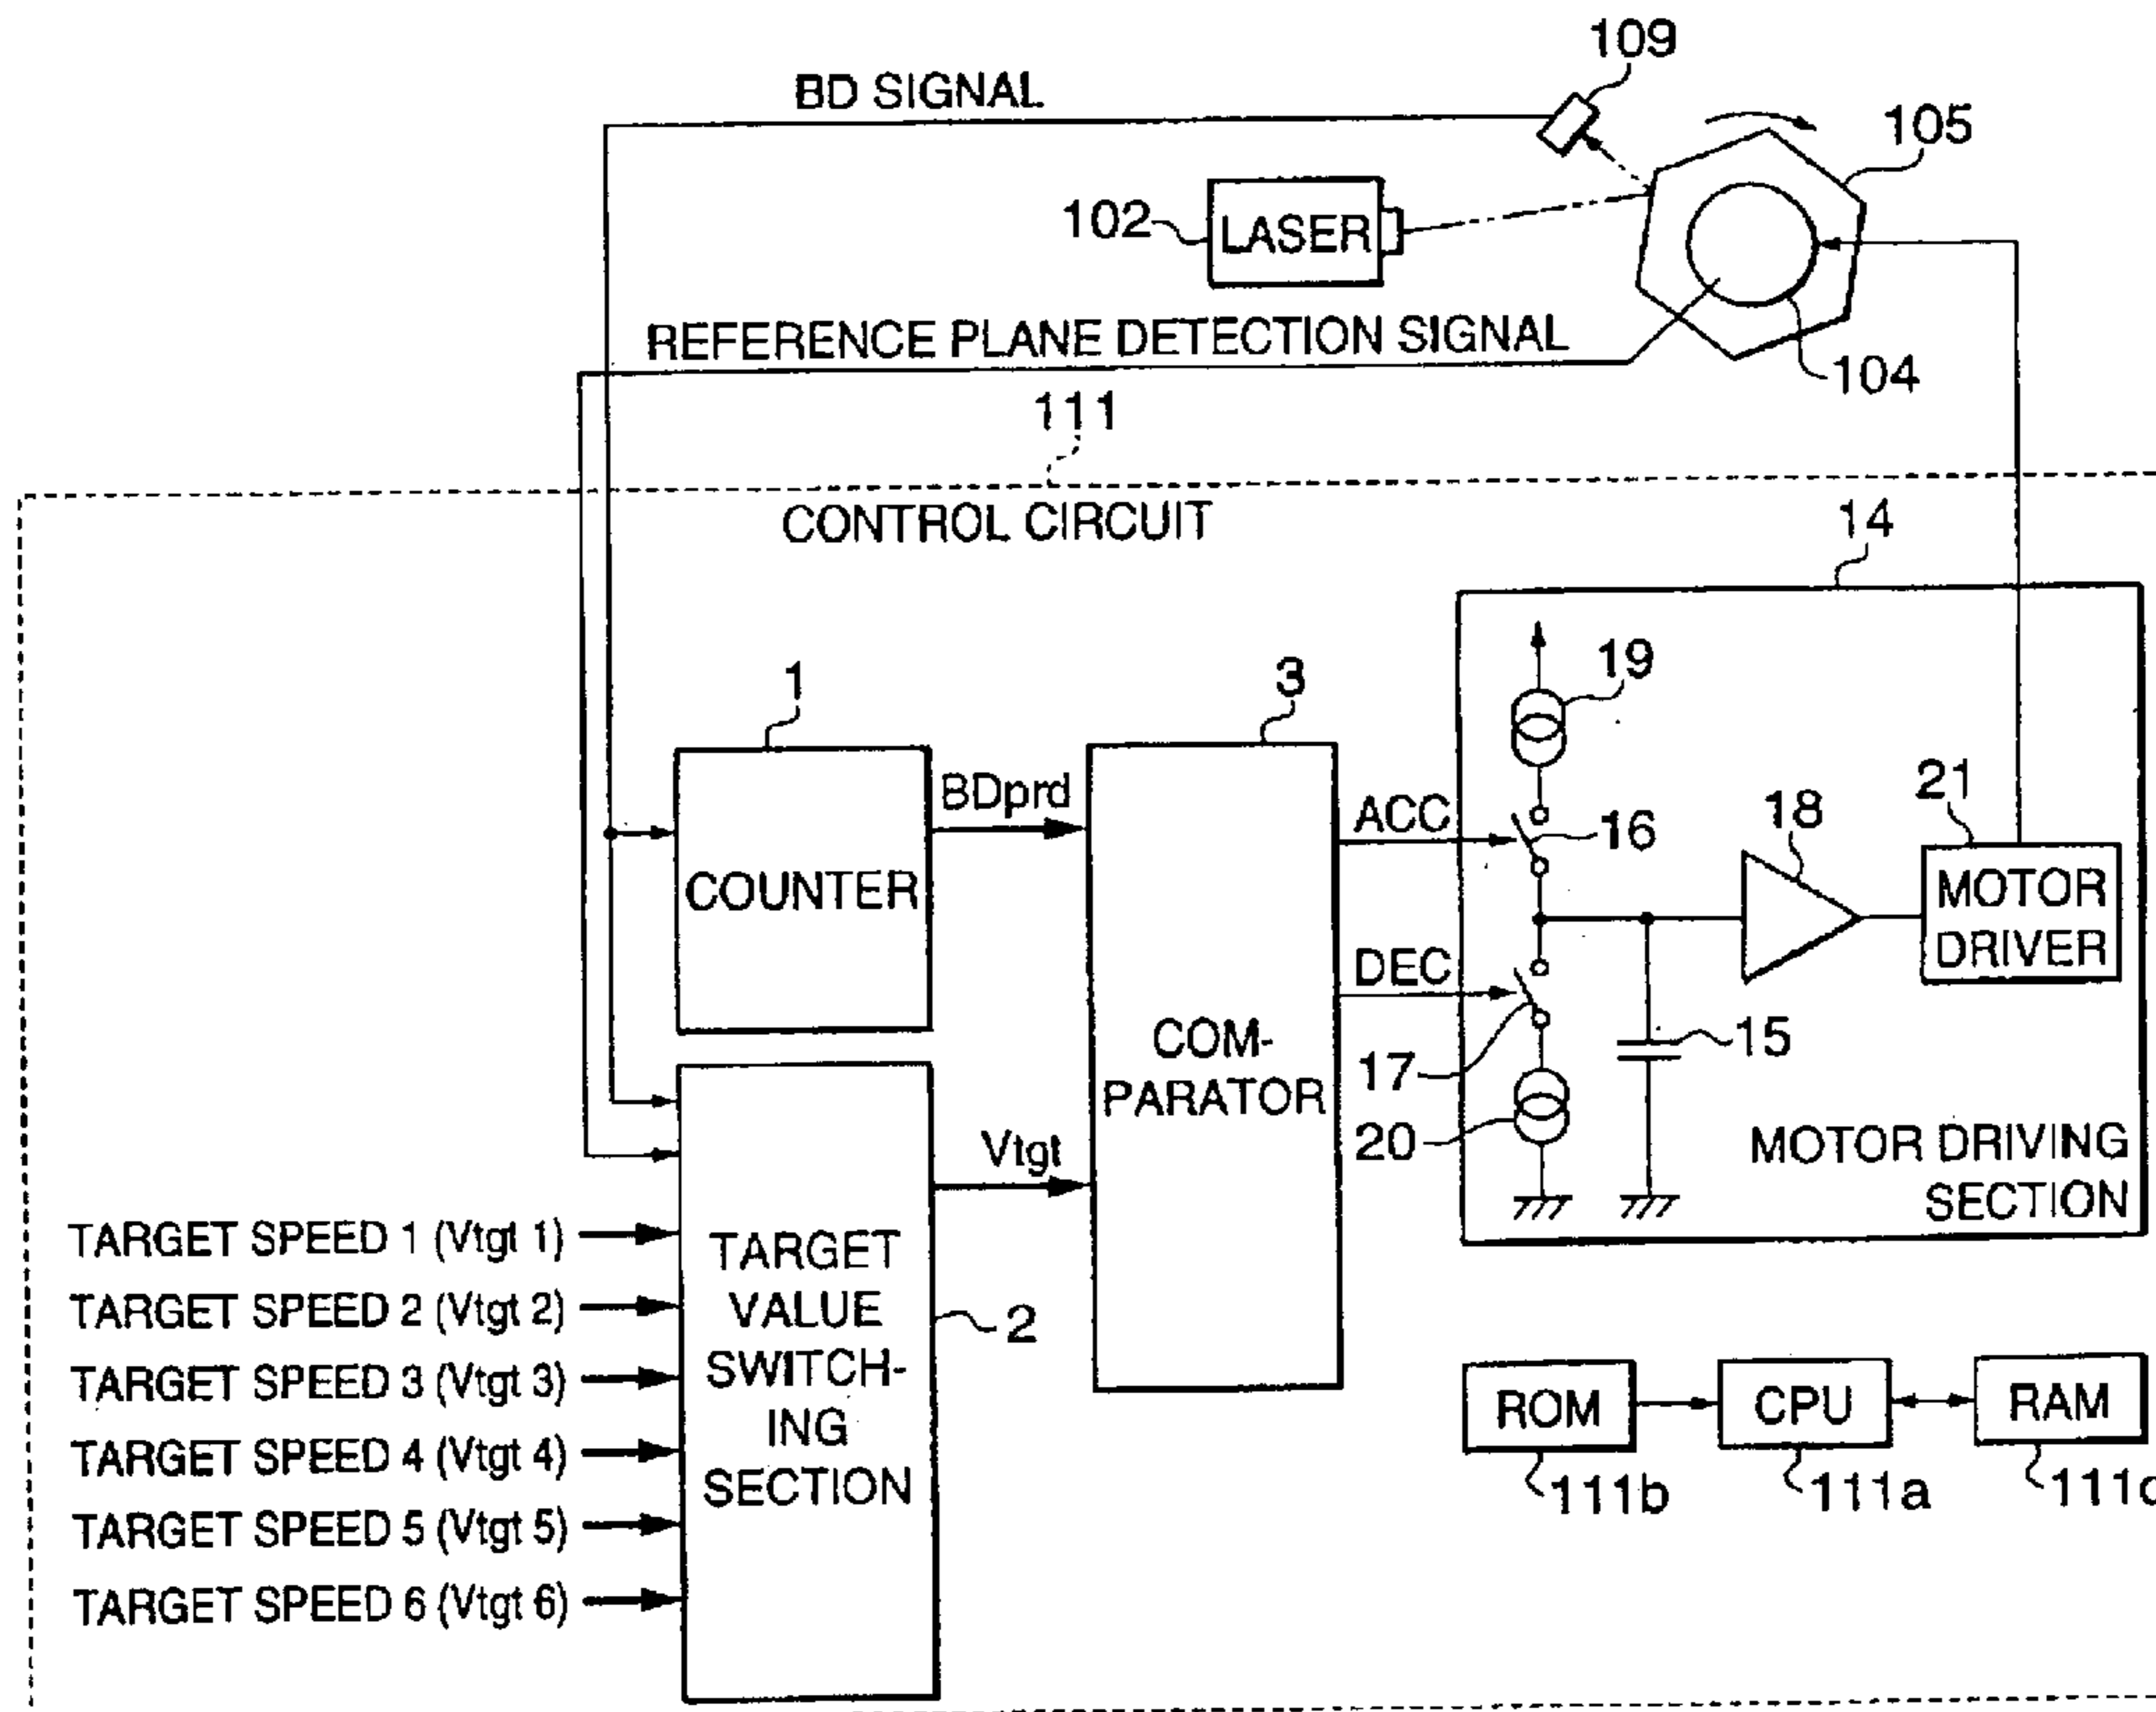 109
BD SIGNAL
105
102
LASER
REFERENCE PLANE DETECTION SIGNAL
104
111
CONTROL CIRCUIT
14
19
1
3
BDprd
ACC
16
18
21
COUNTER
MOTOR
DRIVER
DEC
COM-
PARATOR
17
15
20
Vtgt
MOTOR DRIVING
SECTION
TARGET SPEED 1 (Vtgt 1)
TARGET SPEED 2 (Vtgt 2)
TARGET SPEED 3 (Vtgt 3)
TARGET SPEED 4 (Vtgt 4)
TARGET SPEED 5 (Vtgt 5)
TARGET SPEED 6 (Vtgt 6)
TARGET
VALUE
SWITCH-
ING
SECTION
2
ROM
CPU
RAM
111b
111a